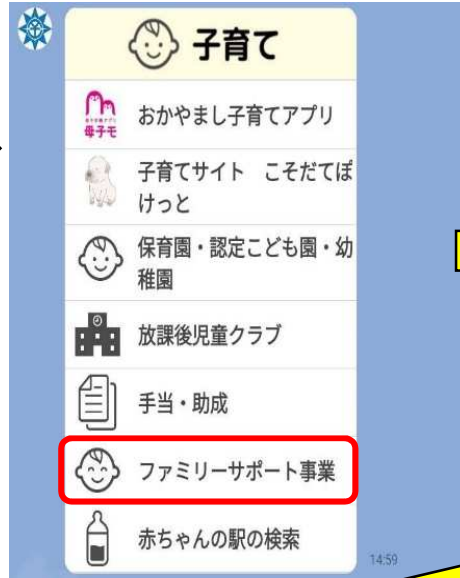 子育て
母子モ
おかやまし子育てアプリ
子育てサイト　こそだてぽ
けっと
保育園・認定こども園・幼
稚園
放課後児童クラブ
手当・助成
ファミリーサポート事業
赤ちゃんの駅の検索
14:59